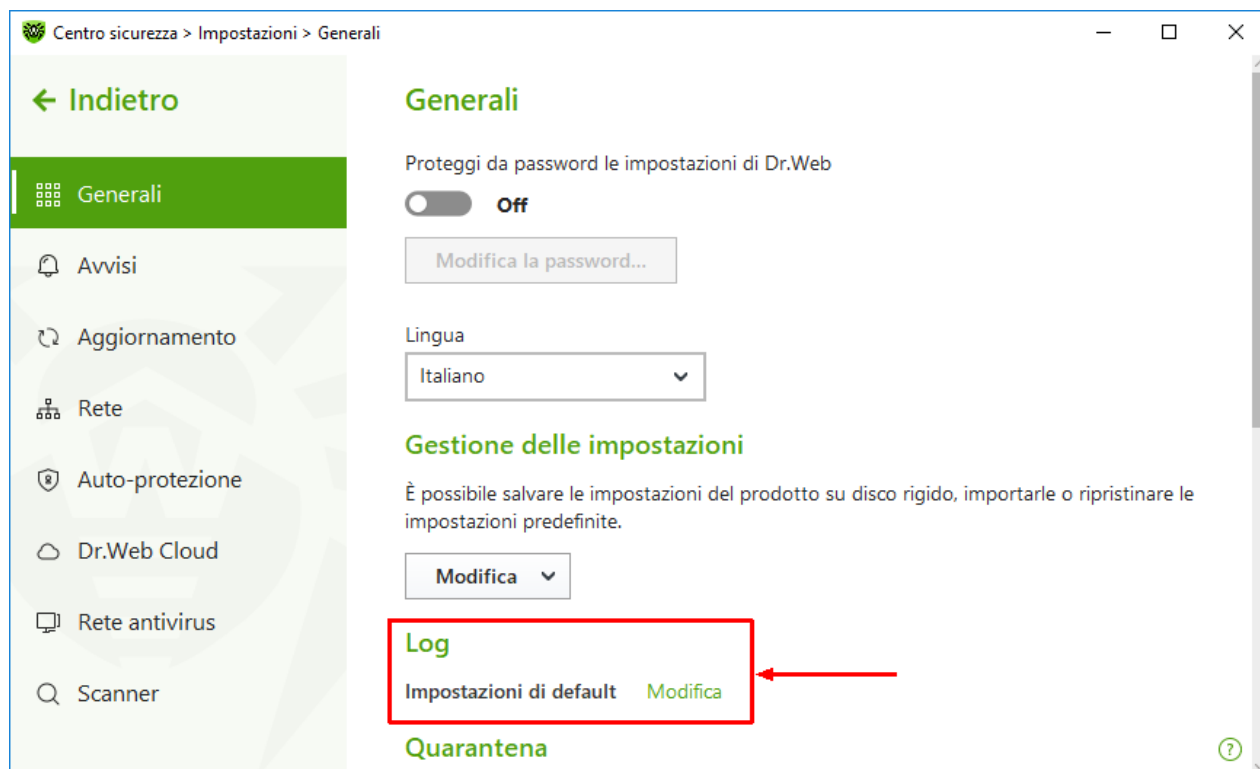 Centro sicurezza > Impostazioni > Generali
Indietro
Generali
Avvisi
Aggiornamento
Rete
Auto-protezione
Dr.Web Cloud
Rete antivirus
Scanner
Generali
Proteggi da password le impostazioni di Dr.Web
Off
Modifica la password...
Lingua
Italiano
Gestione delle impostazioni
È possibile salvare le impostazioni del prodotto su disco rigido, importarle o ripristinare le
impostazioni predefinite.
Modifica
Log
Impostazioni di default Modifica
Quarantena
?